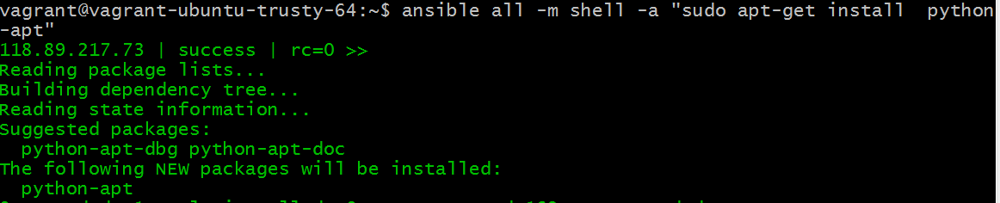 vagrant@vagrant-ubuntu-trusty-64:~$ ansible all -m shell -a "sudo apt-get install  python
-apt"
118.89.217.73 | success | rc=0 >>
Reading package lists...
Building dependency tree...
Reading state information...
Suggested packages:
  python-apt-dbg python-apt-doc
The following NEW packages will be installed:
  python-apt